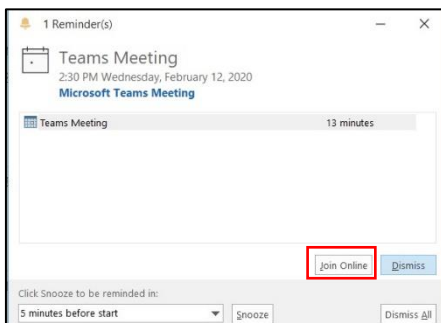 1 Reminder(s)
Teams Meeting
2:30 PM Wednesday, February 12, 2020
Microsoft Teams Meeting
Teams Meeting 13 minutes
Join Online Dismiss
Click Snooze to be reminded in:
5 minutes before start Snooze Dismiss All